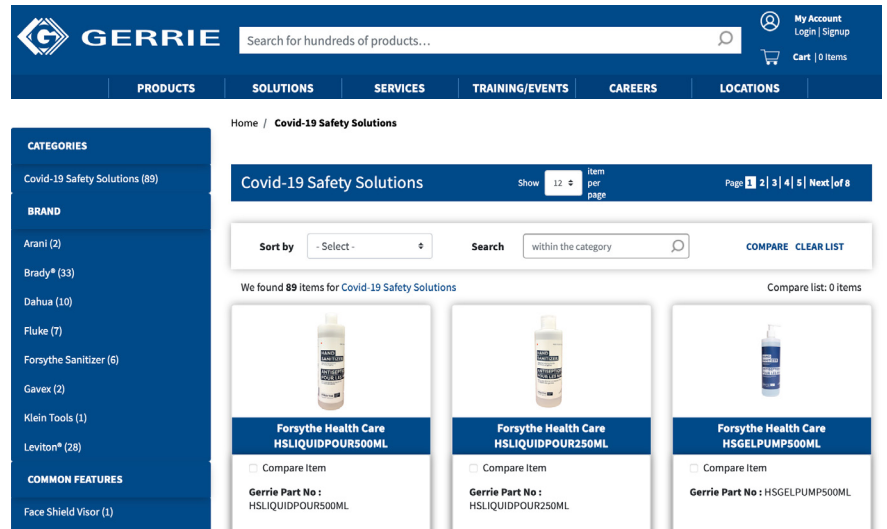 GERRIE
Search for hundreds of products...
My Account
Login | Signup
Cart | 0 Items
PRODUCTS SOLUTIONS SERVICES TRAINING/EVENTS CAREERS LOCATIONS
Home / Covid-19 Safety Solutions
CATEGORIES
Covid-19 Safety Solutions (89)
BRAND
Arani (2)
Brady® (33)
Dahua (10)
Fluke (7)
Forsythe Sanitizer (6)
Gavex (2)
Klein Tools (1)
Leviton® (28)
COMMON FEATURES
Face Shield Visor (1)
Covid-19 Safety Solutions
Show 12 item per page
Page 1 2 | 3 | 4 | 5 | Next | of 8
Sort by - Select -
Search within the category
COMPARE CLEAR LIST
We found 89 items for Covid-19 Safety Solutions
Compare list: 0 items
HAND
SANITIZER
Forsythe Health Care
HSLIQUIDPOUR500ML
Compare Item
Gerrie Part No :
HSLIQUIDPOUR500ML
HAND
SANITIZER
Forsythe Health Care
HSLIQUIDPOUR250ML
Compare Item
Gerrie Part No :
HSLIQUIDPOUR250ML
Forsythe Health Care
HSGELPUMP500ML
Compare Item
Gerrie Part No : HSGELPUMP500ML